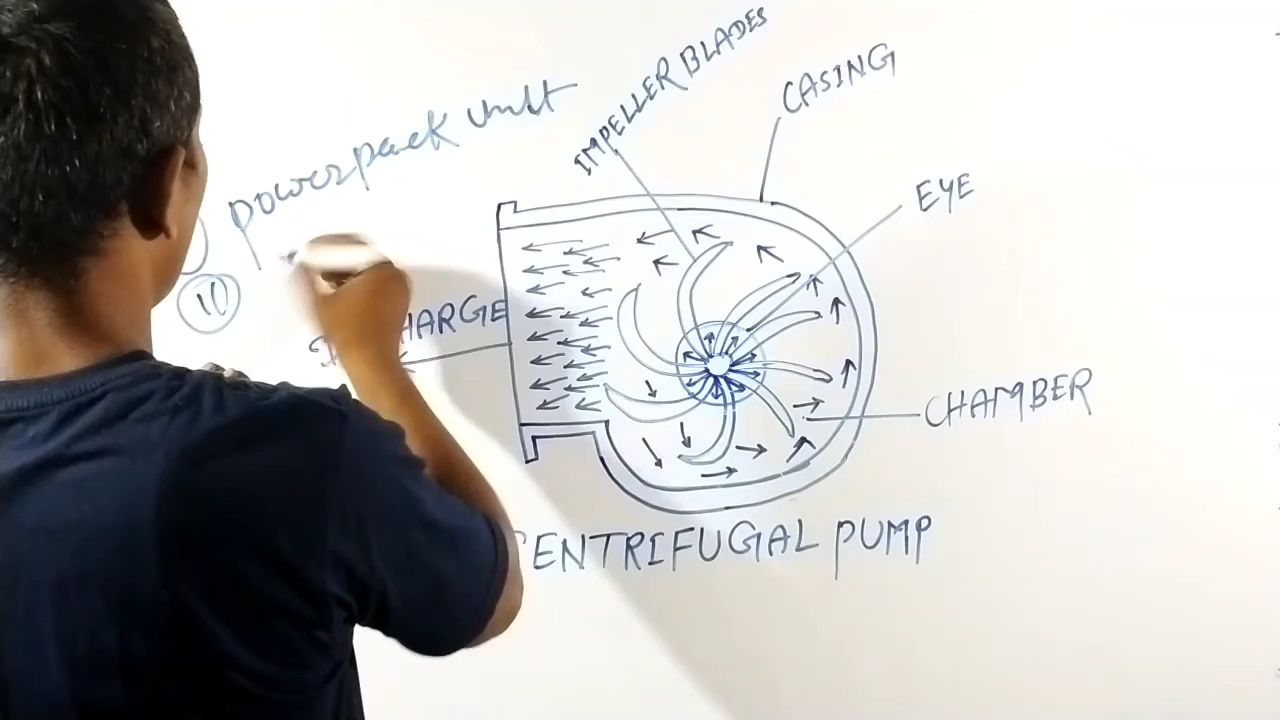 powerpack unit
IMPELLER BLADES
CASING
EYE
CHAMBER
CENTRIFUGAL PUMP